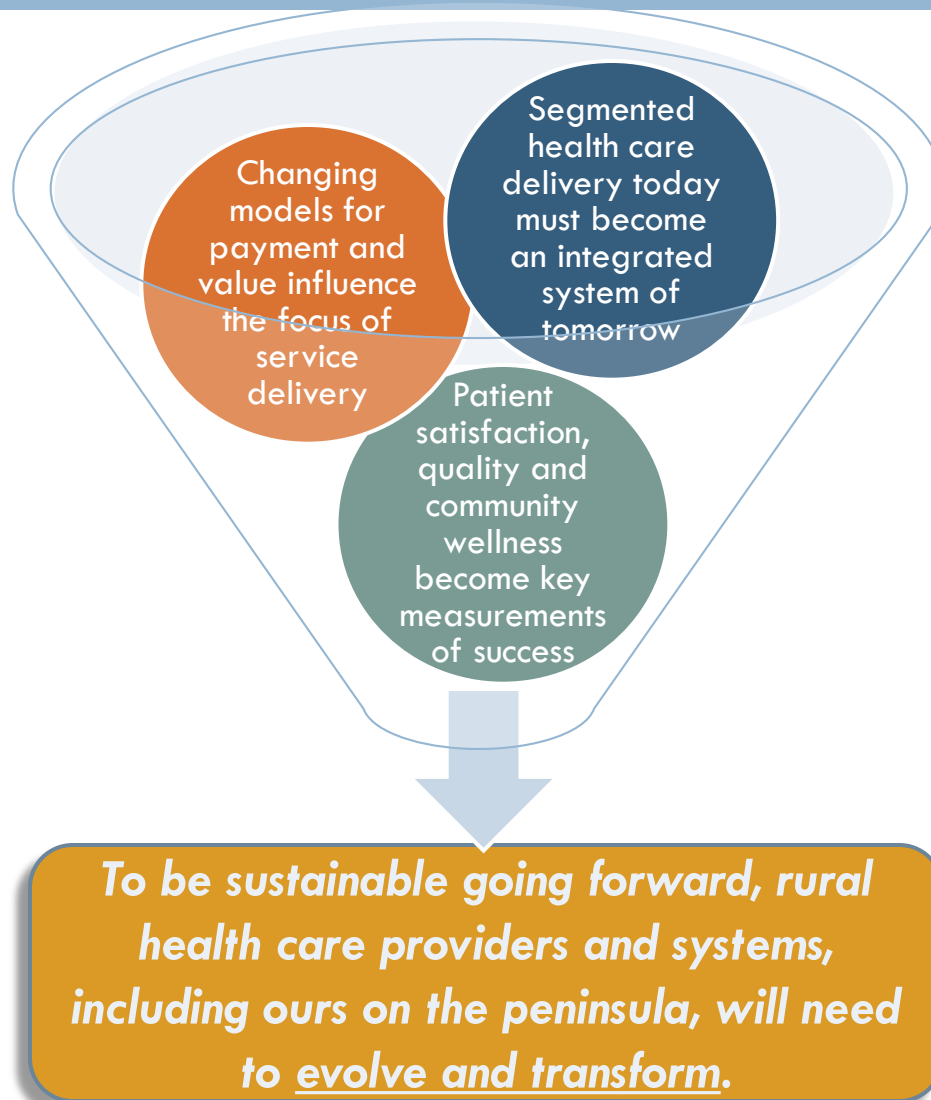 Segmented
health care
delivery today
must become
an integrated
system of
tomorrow
Changing
models for
payment and
value influence
the focus of
service
delivery
Patient
satisfaction,
quality and
community
wellness
become key
measurements
of success
To be sustainable going forward, rural
health care providers and systems,
including ours on the peninsula, will need
to evolve and transform.